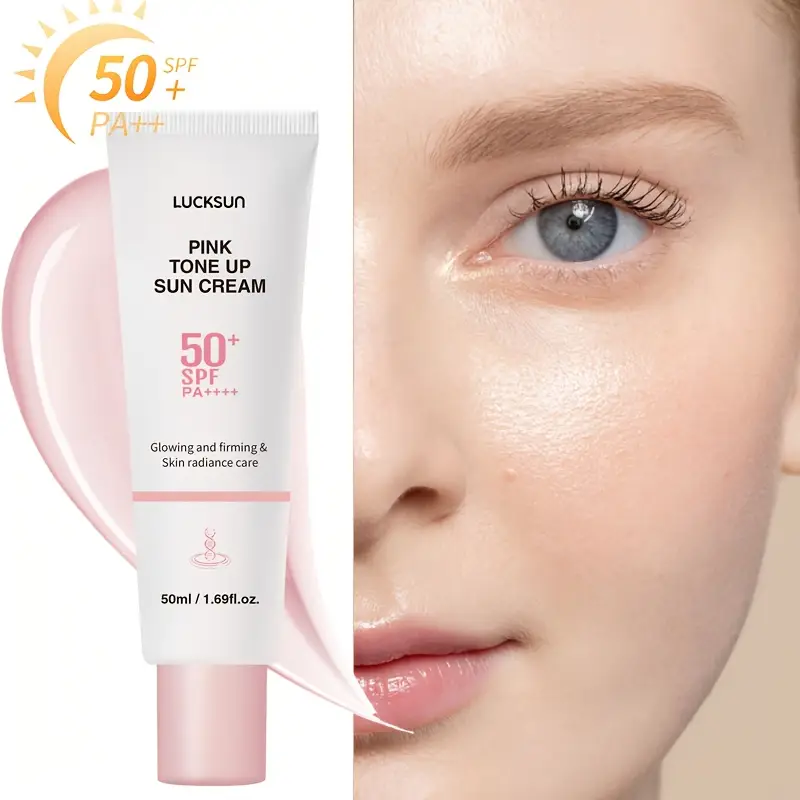 50+ SPF
PA++
LUCKSUN
PINK
TONE UP
SUN CREAM
50+
SPF
PA++++
Glowing and firming &
Skin radiance care
50ml / 1.69fl.oz.